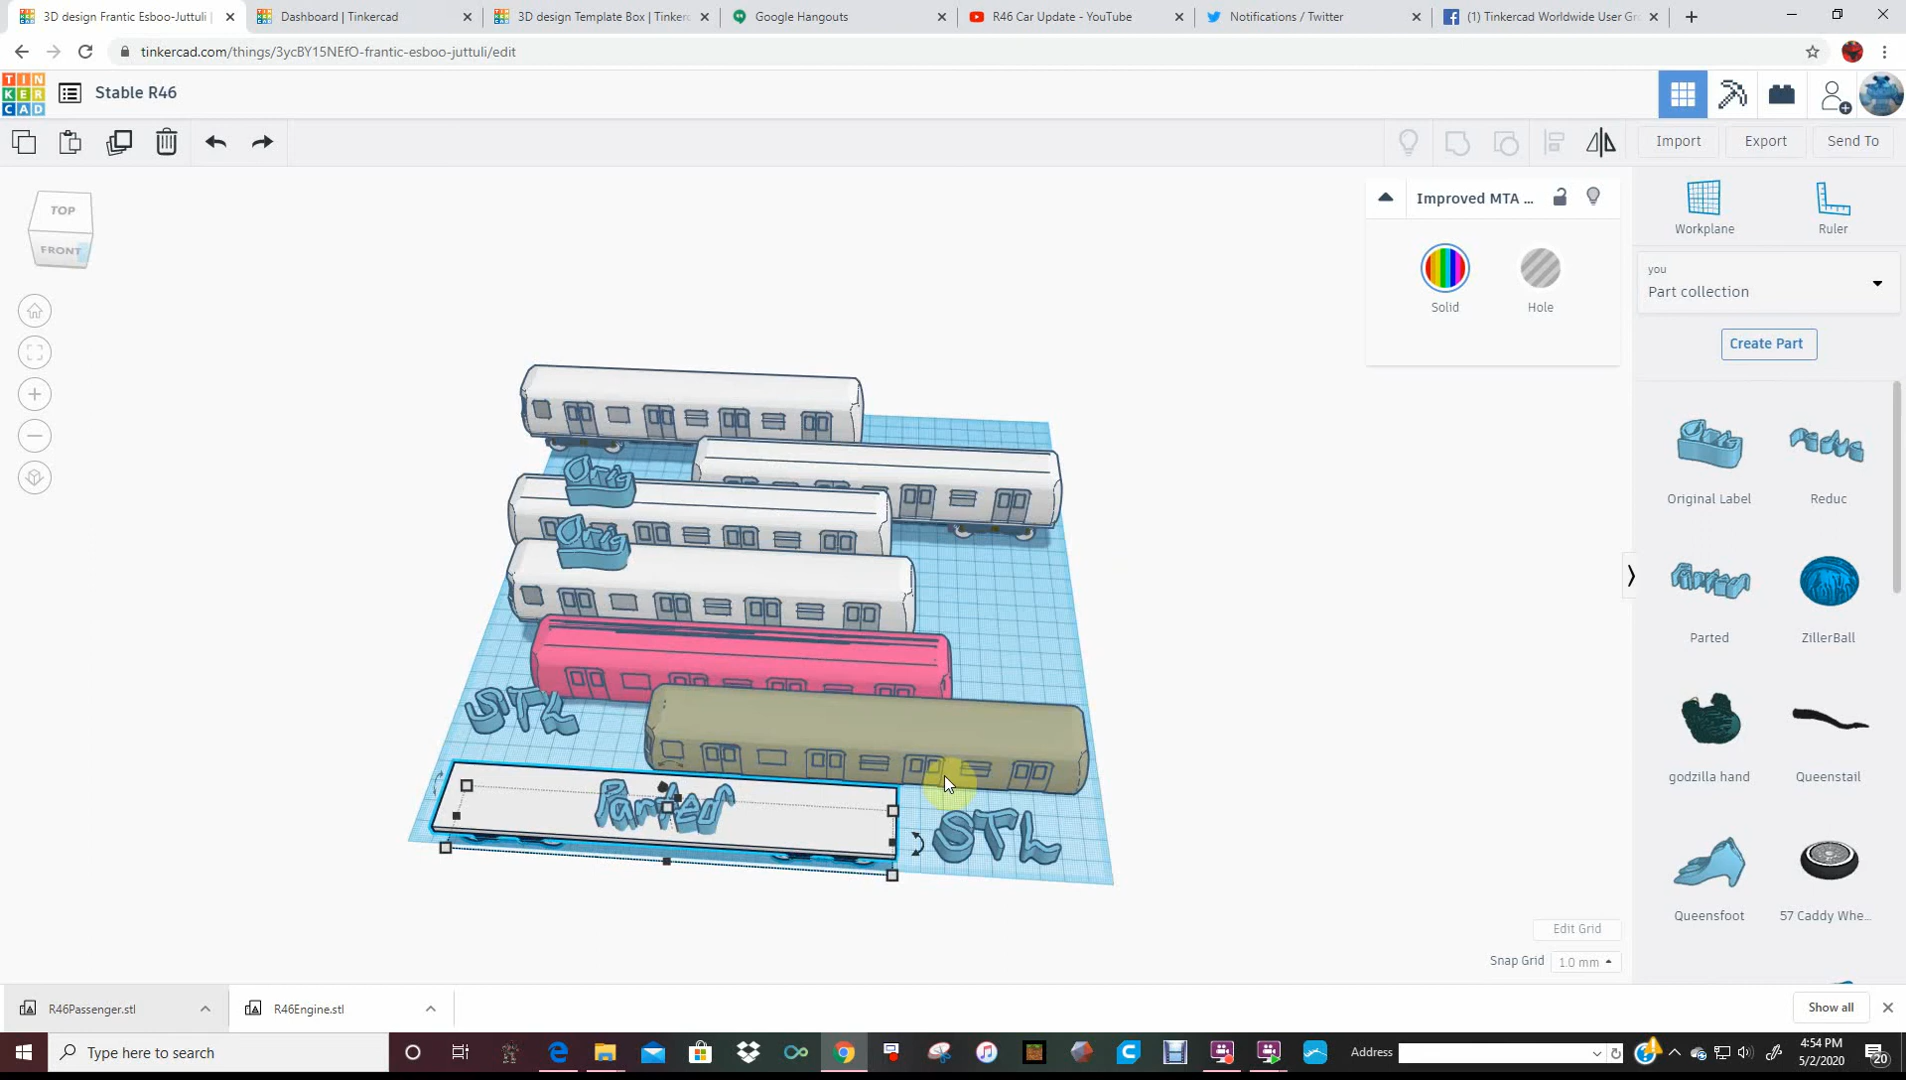 3D design Frantic Esboo-Juttuli |
Dashboard | Tinkercad
3D design Template Box | Tinkerc
Google Hangouts
R46 Car Update - YouTube
Notifications / Twitter
(1) Tinkercad Worldwide User Gr
tinkercad.com/things/3ycBY15NEfO-frantic-esboo-juttuli/edit
TIN
KER
CAD
Stable R46
Import
Export
Send To
TOP
FRONT
Improved MTA ...
Solid
Hole
Workplane
Ruler
you
Part collection
Create Part
Original Label
Reduc
Parted
ZillerBall
godzilla hand
Queenstail
Queensfoot
57 Caddy Whe...
Orig
Orig
STL
Parted
STL
Edit Grid
Snap Grid
1.0 mm
R46Passenger.stl
R46Engine.stl
Show all
Type here to search
Address
4:54 PM
5/2/2020
20